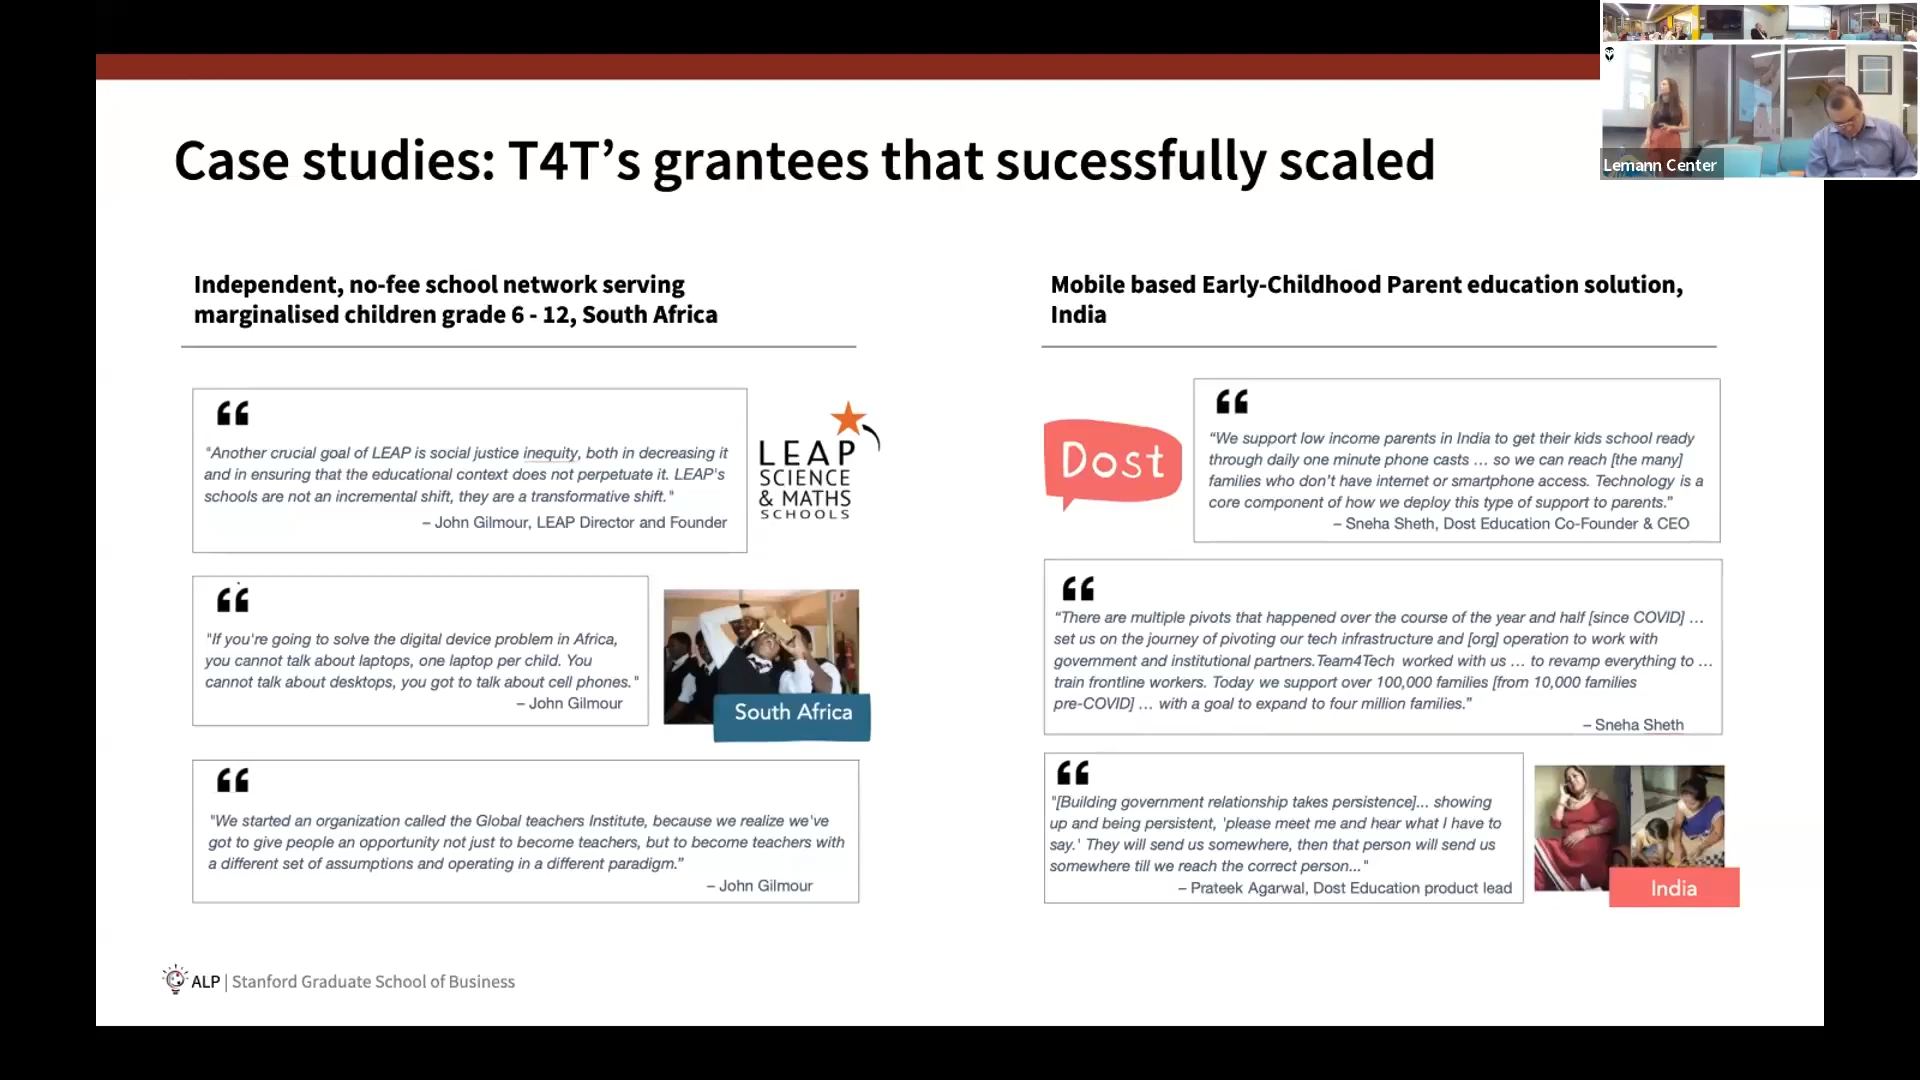 Lemann Center
Case studies: T4T’s grantees that sucessfully scaled
Independent, no-fee school network serving
marginalised children grade 6 - 12, South Africa
"Another crucial goal of LEAP is social justice inequity, both in decreasing it
and in ensuring that the educational context does not perpetuate it. LEAP's
schools are not an incremental shift, they are a transformative shift."
– John Gilmour, LEAP Director and Founder
LEAP
SCIENCE
& MATHS
SCHOOLS
"If you're going to solve the digital device problem in Africa,
you cannot talk about laptops, one laptop per child. You
cannot talk about desktops, you got to talk about cell phones."
– John Gilmour
South Africa
"We started an organization called the Global teachers Institute, because we realize we've
got to give people an opportunity not just to become teachers, but to become teachers with
a different set of assumptions and operating in a different paradigm.”
– John Gilmour
Mobile based Early-Childhood Parent education solution,
India
Dost
“We support low income parents in India to get their kids school ready
through daily one minute phone casts … so we can reach [the many]
families who don’t have internet or smartphone access. Technology is a
core component of how we deploy this type of support to parents.”
– Sneha Sheth, Dost Education Co-Founder & CEO
“There are multiple pivots that happened over the course of the year and half [since COVID] …
set us on the journey of pivoting our tech infrastructure and [org] operation to work with
government and institutional partners.Team4Tech worked with us … to revamp everything to …
train frontline workers. Today we support over 100,000 families [from 10,000 families
pre-COVID] … with a goal to expand to four million families.”
– Sneha Sheth
"[Building government relationship takes persistence]... showing
up and being persistent, 'please meet me and hear what I have to
say.' They will send us somewhere, then that person will send us
somewhere till we reach the correct person..."
– Prateek Agarwal, Dost Education product lead
India
ALP | Stanford Graduate School of Business